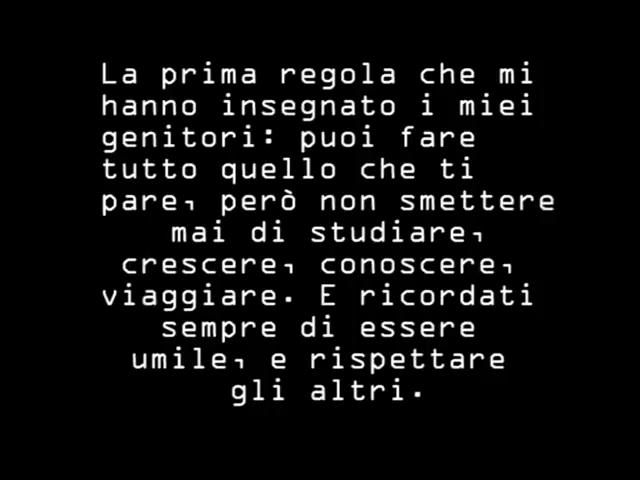 La prima regola che mi
hanno insegnato i miei
genitori: puoi fare
tutto quello che ti
pare, però non smettere
mai di studiare,
crescere, conoscere,
viaggiare. E ricordati
sempre di essere
umile, e rispettare
gli altri.